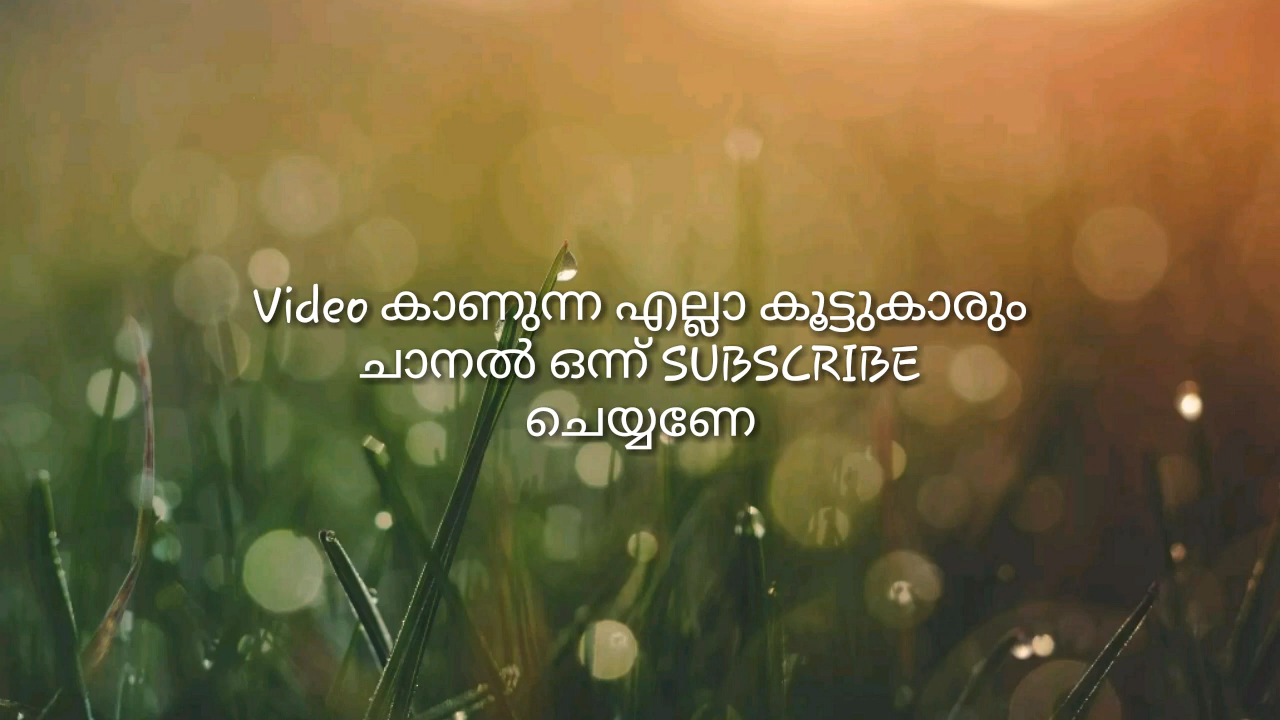 Video കാണുന്ന എല്ലാ കൂട്ടുകാരും
ചാനൽ ഒന്ന് SUBSCRIBE
ചെയ്യണേ